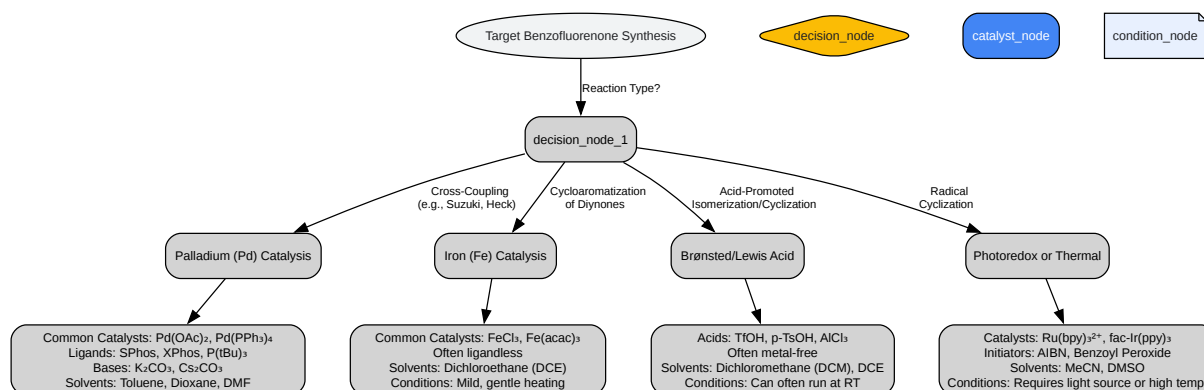 Target Benzofluorenone Synthesis
decision_node
catalyst_node
condition_node
Reaction Type?
decision_node_1
Cross-Coupling
(e.g., Suzuki, Heck)
Cycloaromatization
of Diynones
Acid-Promoted
Isomerization/Cyclization
Radical
Cyclization
Palladium (Pd) Catalysis
Iron (Fe) Catalysis
Brønsted/Lewis Acid
Photoredox or Thermal
Common Catalysts: Pd(OAc)₂, Pd(PPh₃)₄
Ligands: SPhos, XPhos, P(tBu)₃
Bases: K₂CO₃, Cs₂CO₃
Solvents: Toluene, Dioxane, DMF
Common Catalysts: FeCl₃, Fe(acac)₃
Often ligandless
Solvents: Dichloroethane (DCE)
Conditions: Mild, gentle heating
Acids: TfOH, p-TsOH, AlCl₃
Often metal-free
Solvents: Dichloromethane (DCM), DCE
Conditions: Can often run at RT
Catalysts: Ru(bpy)₃²⁺, fac-Ir(ppy)₃
Initiators: AIBN, Benzoyl Peroxide
Solvents: MeCN, DMSO
Conditions: Requires light source or high temp